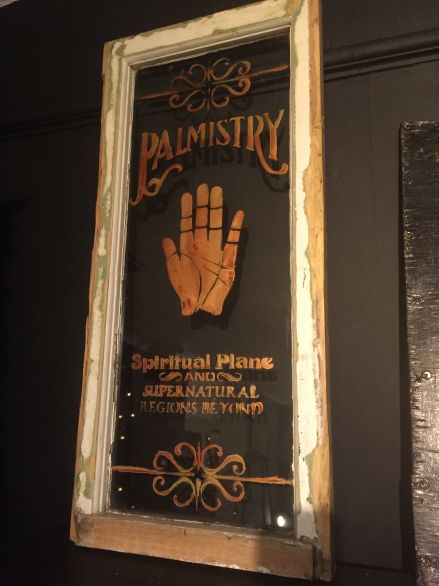 PALMISTRY
Spiritual Plane
AND
SUPERNATURAL
REGIONS BEYOND